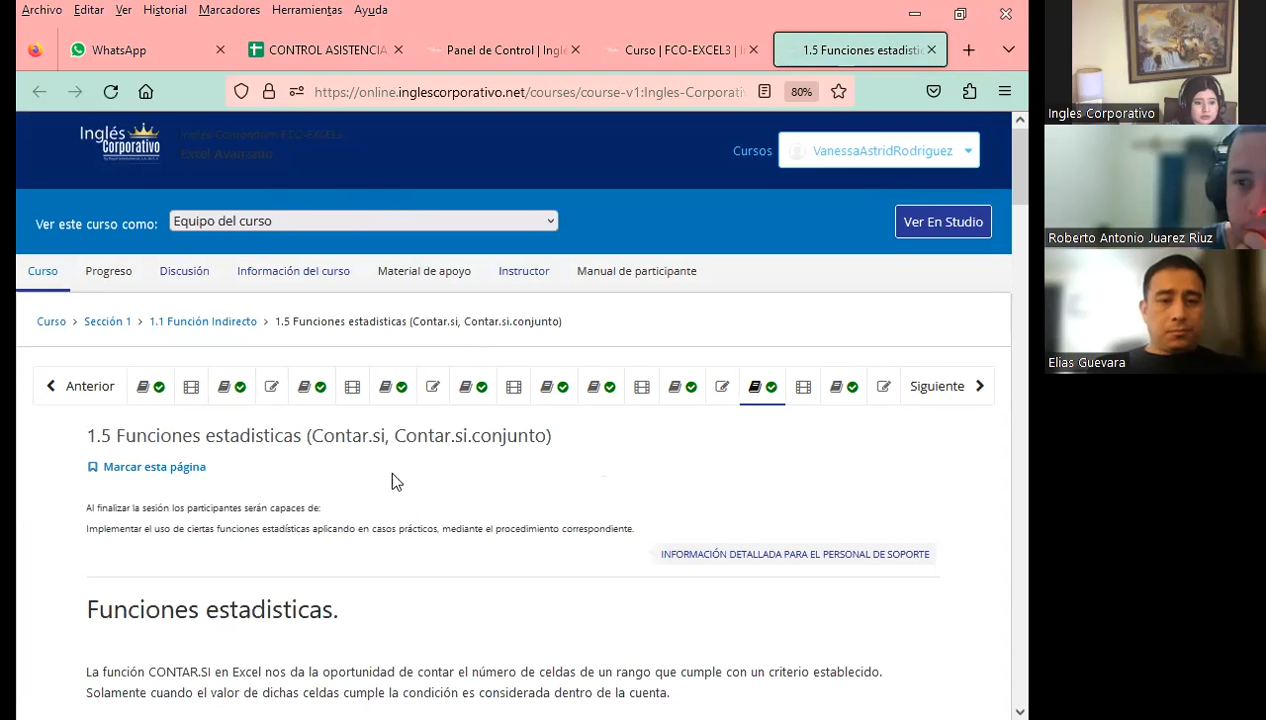 Archivo Editar Ver Historial Marcadores Herramientas Ayuda
WhatsApp CONTROL ASISTENCIA Panel de Control | Ingle Curso | FCO-EXCEL3 | I 1.5 Funciones estadistic
https://online.inglescorporativo.net/courses/course-v1:Ingles-Corporati 80%
Inglés Corporativo
Ingles-Corporativo FCO-EXCEL3
Excel Avanzado
Cursos VanessaAstridRodriguez
Ver este curso como: Equipo del curso Ver En Studio
Curso Progreso Discusión Información del curso Material de apoyo Instructor Manual de participante
Curso > Sección 1 > 1.1 Función Indirecto > 1.5 Funciones estadisticas (Contar.si, Contar.si.conjunto)
Anterior Siguiente
1.5 Funciones estadisticas (Contar.si, Contar.si.conjunto)
Marcar esta página
Al finalizar la sesión los participantes serán capaces de:
Implementar el uso de ciertas funciones estadísticas aplicando en casos prácticos, mediante el procedimiento correspondiente.
INFORMACIÓN DETALLADA PARA EL PERSONAL DE SOPORTE
Funciones estadisticas.
La función CONTAR.SI en Excel nos da la oportunidad de contar el número de celdas de un rango que cumple con un criterio establecido.
Solamente cuando el valor de dichas celdas cumple la condición es considerada dentro de la cuenta.
Ingles Corporativo
Roberto Antonio Juarez Riuz
Elias Guevara